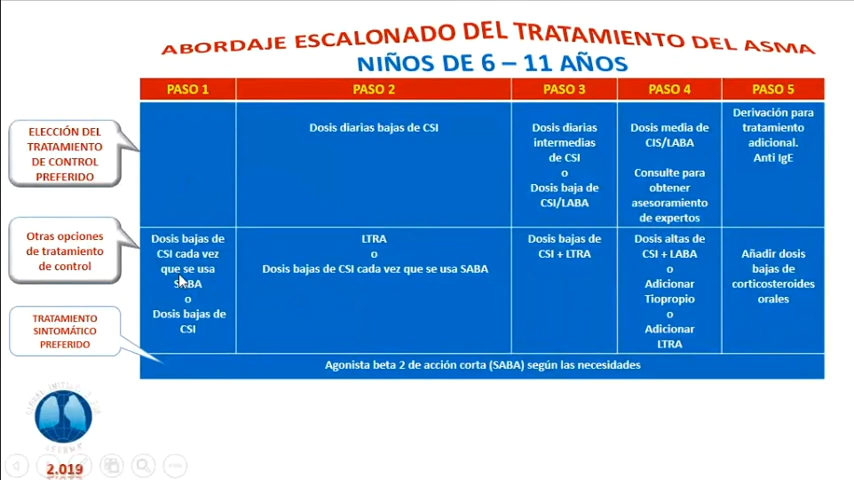 ABORDAJE ESCALONADO DEL TRATAMIENTO DEL ASMA
NIÑOS DE 6 – 11 AÑOS
PASO 1
PASO 2
PASO 3
PASO 4
PASO 5
ELECCIÓN DEL
TRATAMIENTO
DE CONTROL
PREFERIDO
Dosis diarias bajas de CSI
Dosis diarias
intermedias
de CSI
o
Dosis baja de
CSI/LABA
Dosis media de
CIS/LABA
Consulte para
obtener
asesoramiento
de expertos
Derivación para
tratamiento
adicional.
Anti IgE
Otras opciones
de tratamiento
de control
Dosis bajas de
CSI cada vez
que se usa
SABA
o
Dosis bajas de
CSI
LTRA
o
Dosis bajas de CSI cada vez que se usa SABA
Dosis bajas de
CSI + LTRA
Dosis altas de
CSI + LABA
o
Adicionar
Tiopropio
o
Adicionar
LTRA
Añadir dosis
bajas de
corticosteroides
orales
TRATAMIENTO
SINTOMÁTICO
PREFERIDO
Agonista beta 2 de acción corta (SABA) según las necesidades
2.019